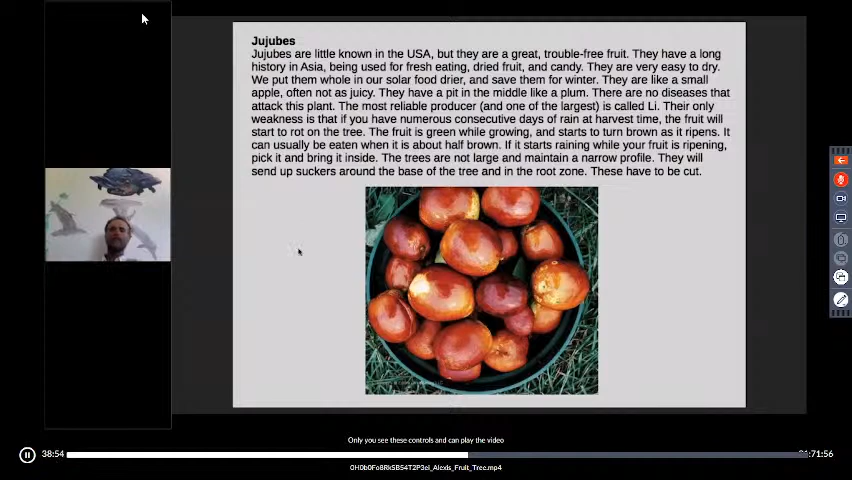 Jujubes
Jujubes are little known in the USA, but they are a great, trouble-free fruit. They have a long
history in Asia, being used for fresh eating, dried fruit, and candy. They are very easy to dry.
We put them whole in our solar food drier, and save them for winter. They are like a small
apple, often not as juicy. They have a pit in the middle like a plum. There are no diseases that
attack this plant. The most reliable producer (and one of the largest) is called Li. Their only
weakness is that if you have numerous consecutive days of rain at harvest time, the fruit will
start to rot on the tree. The fruit is green while growing, and starts to turn brown as it ripens. It
can usually be eaten when it is about half brown. If it starts raining while your fruit is ripening,
pick it and bring it inside. The trees are not large and maintain a narrow profile. They will
send up suckers around the base of the tree and in the root zone. These have to be cut.
Only you see these controls and can play the video
38:54
:71:56